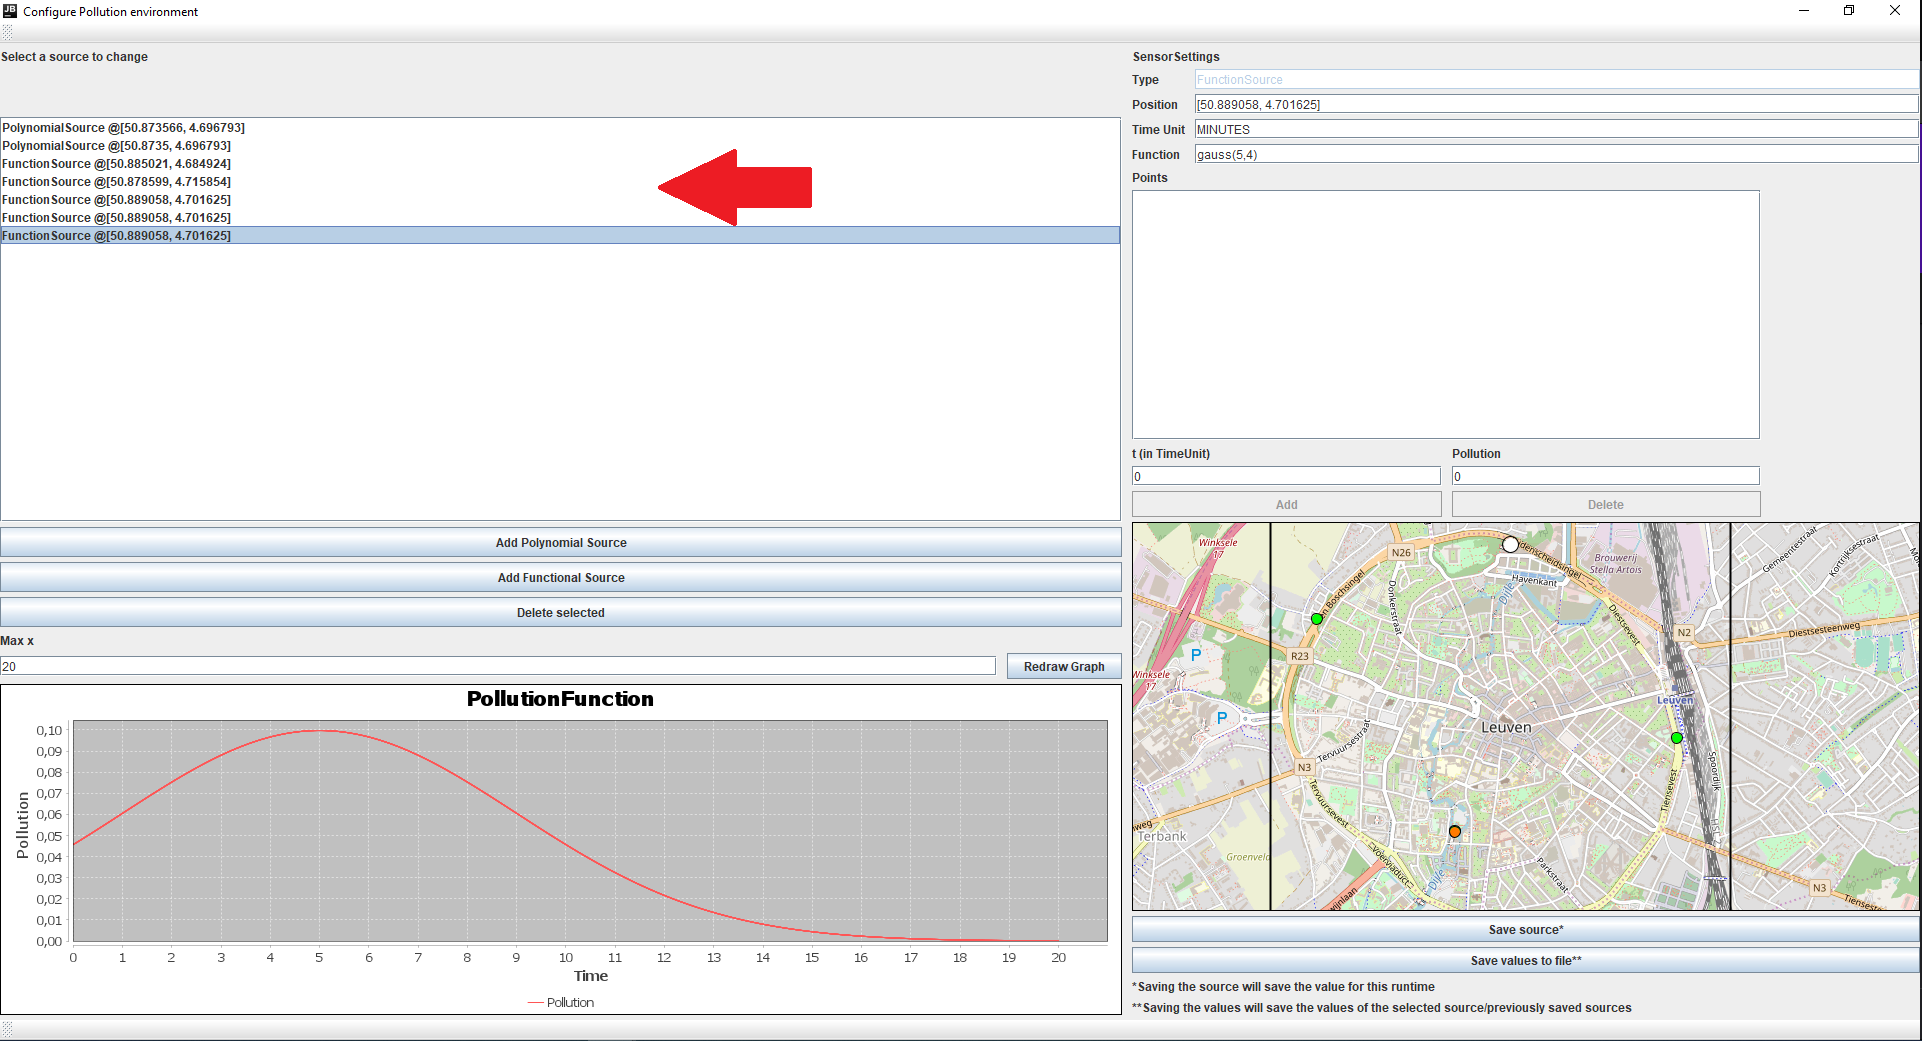 Configure Pollution environment
Select a source to change
PolynomialSource @[50.873566, 4.696793]
PolynomialSource @[50.8735, 4.696793]
FunctionSource @[50.885021, 4.684924]
FunctionSource @[50.878599, 4.715854]
FunctionSource @[50.889058, 4.701625]
FunctionSource @[50.889058, 4.701625]
FunctionSource @[50.889058, 4.701625]
Add Polynomial Source
Add Functional Source
Delete selected
Max x
20
Redraw Graph
PollutionFunction
Pollution
0,10
0,09
0,08
0,07
0,06
0,05
0,04
0,03
0,02
0,01
0,00
0 1 2 3 4 5 6 7 8 9 10 11 12 13 14 15 16 17 18 19 20
Time
Pollution
SensorSettings
Type FunctionSource
Position [50.889058, 4.701625]
Time Unit MINUTES
Function gauss(5,4)
Points
t (in TimeUnit) Pollution
0 0
Add Delete
Winksele
17
N26
Brouwerij
Stella Artois
Gemeentestraat
Kortrijksestraat
Havenkant
Dijle
Donkerstraat
Diestsevest
N2
Diestsesteenweg
P
R23
Winksele
17
Leuven
P
Leuven
Tervuursestraat
N3
Spoordijk
Tiensevest
Tervuursevest
Terbank
Groenveld
HSL 2
Voerviaduct
Dijle
Parkstraat
N3
Save source*
Save values to file**
*Saving the source will save the value for this runtime
**Saving the values will save the values of the selected source/previously saved sources